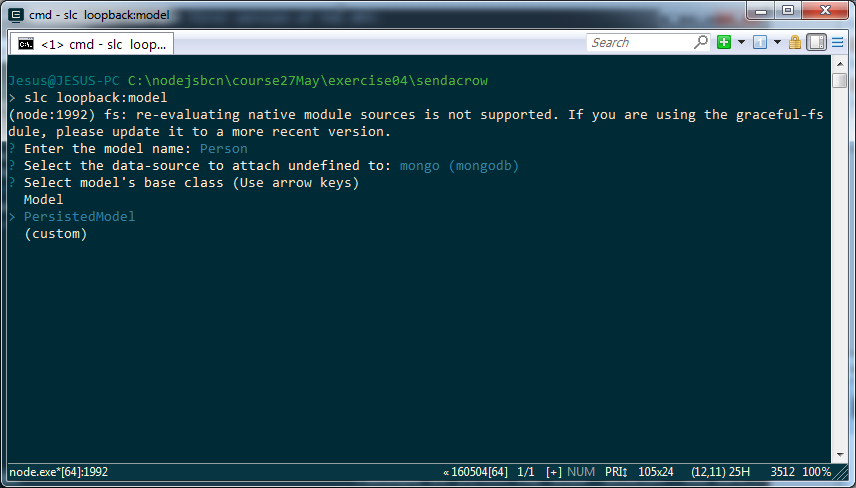 cmd - slc loopback:model
<1> cmd - slc loop...
Search
Jesus@JESUS-PC C:\nodejsbcn\course27May\exercise04\sendacrow
> slc loopback:model
(node:1992) fs: re-evaluating native module sources is not supported. If you are using the graceful-fs
dule, please update it to a more recent version.
? Enter the model name: Person
? Select the data-source to attach undefined to: mongo (mongodb)
? Select model's base class (Use arrow keys)
Model
> PersistedModel
(custom)
node.exe*[64]:1992 « 160504[64] 1/1 [+] NUM PRI↕ 105x24 (12,11) 25H 3512 100%